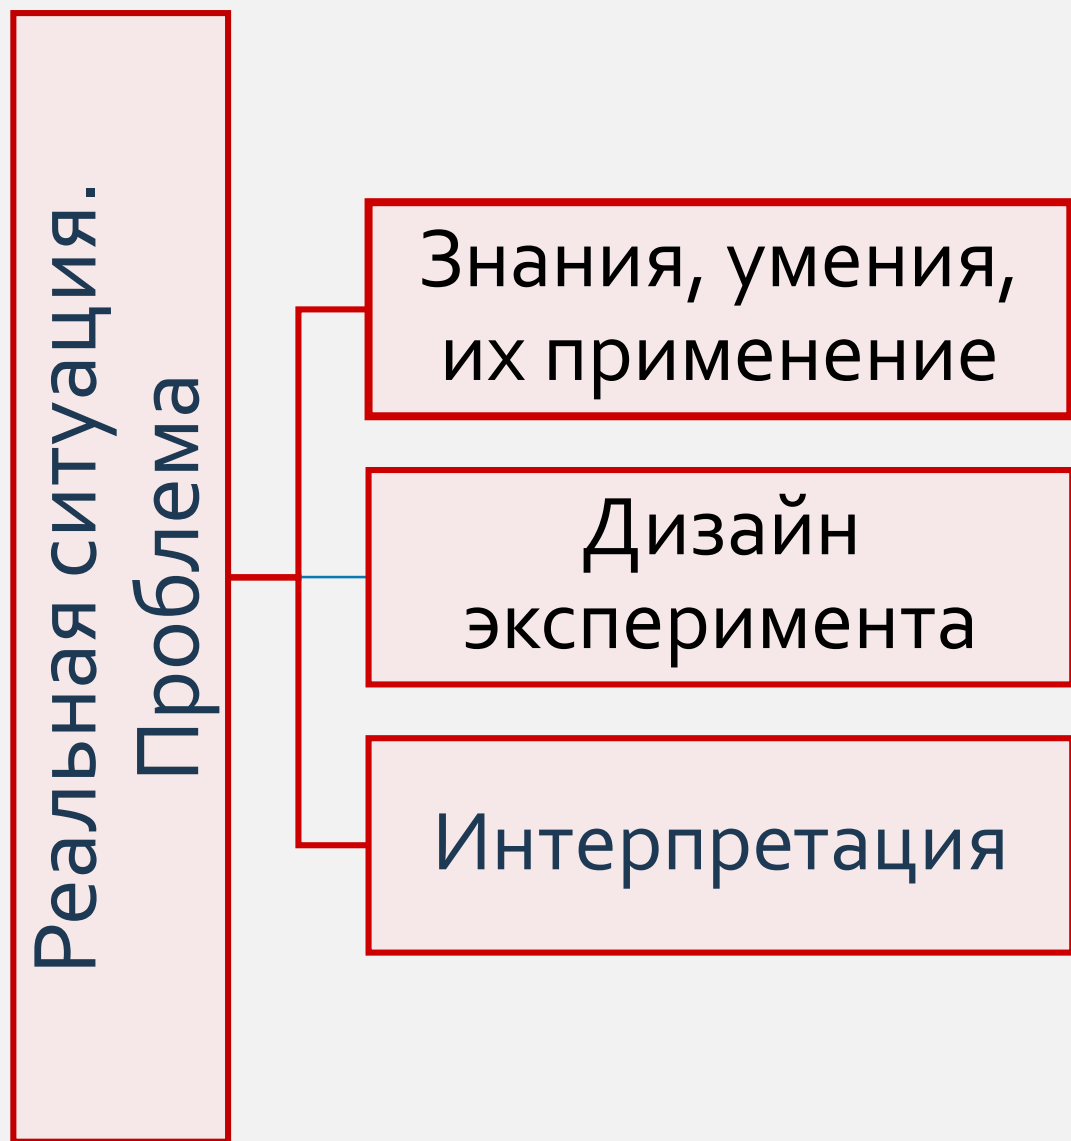 Реальная ситуация.
Проблема
Знания, умения,
их применение
Дизайн
эксперимента
Интерпретация